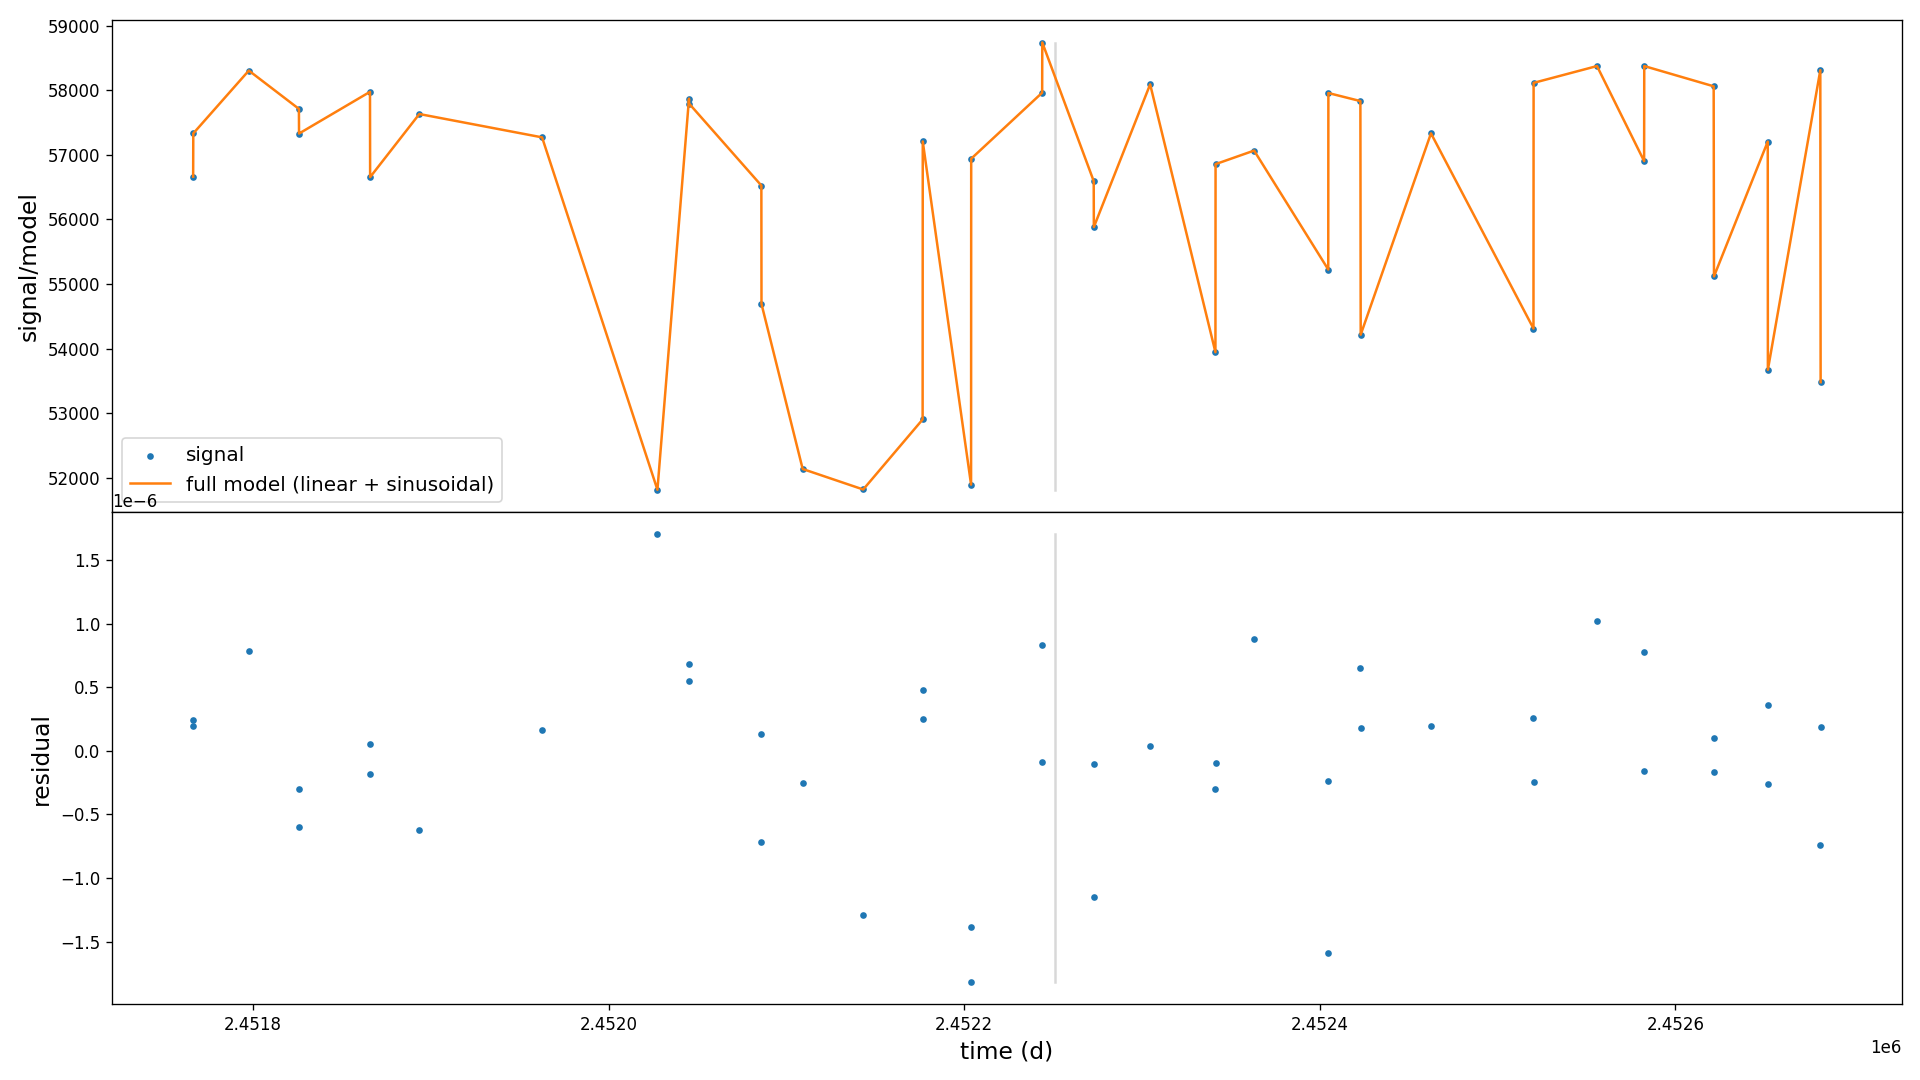 59000
58000
57000
56000
55000
54000
53000
52000
signal/model
signal
full model (linear + sinusoidal)
1e−6
1.5
1.0
0.5
0.0
−0.5
−1.0
−1.5
residual
2.4518
2.4520
2.4522
2.4524
2.4526
time (d)
1e6